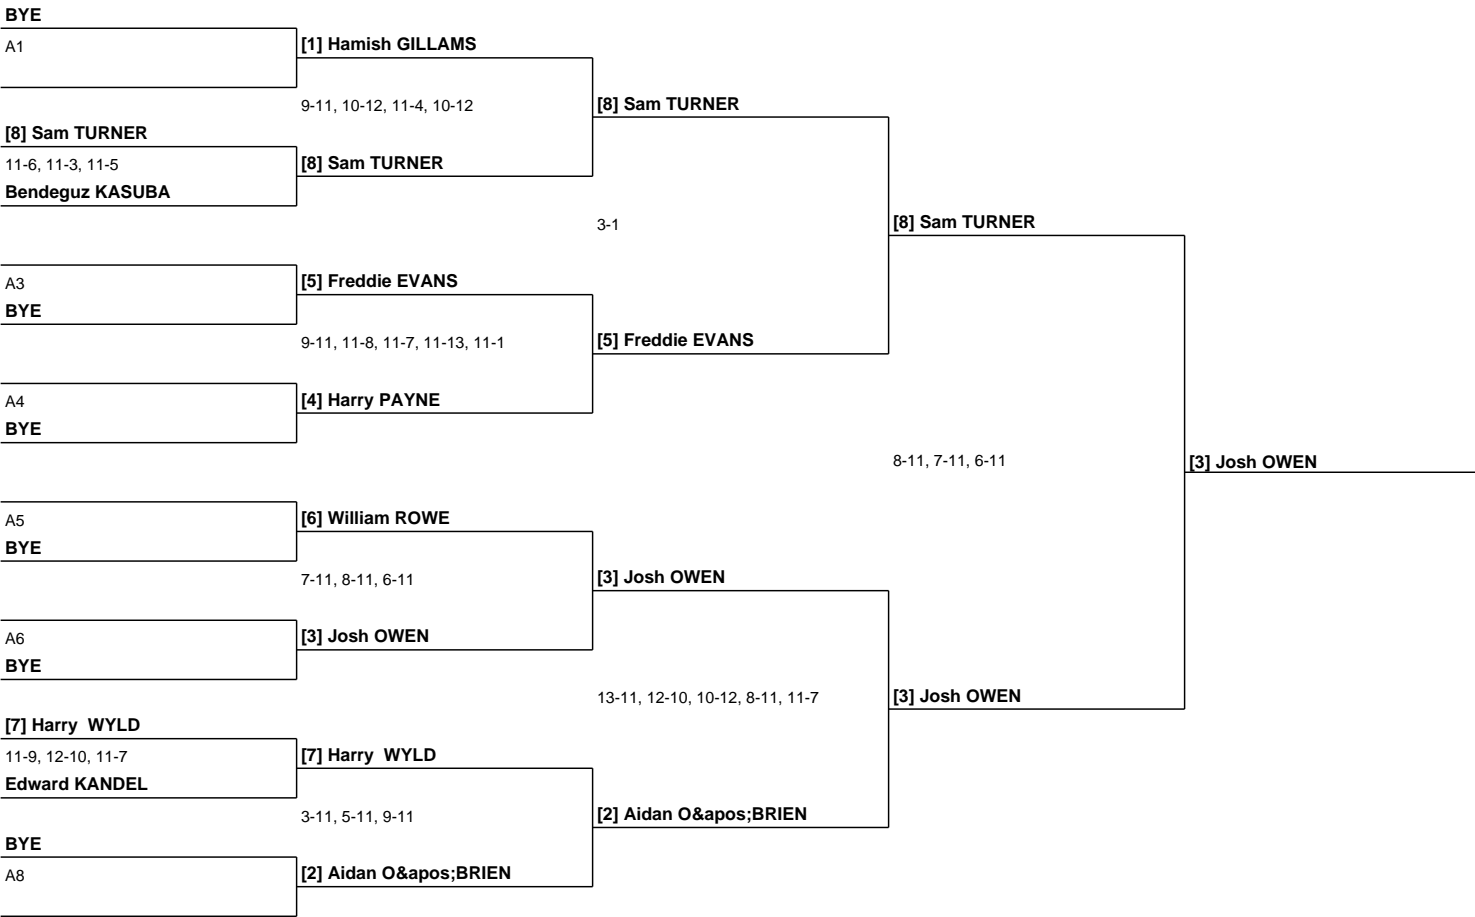 BYE
A1
[1] Hamish GILLAMS
9-11, 10-12, 11-4, 10-12
[8] Sam TURNER
[8] Sam TURNER
11-6, 11-3, 11-5
[8] Sam TURNER
Bendeguz KASUBA
3-1
[8] Sam TURNER
A3
[5] Freddie EVANS
BYE
9-11, 11-8, 11-7, 11-13, 11-1
[5] Freddie EVANS
A4
[4] Harry PAYNE
BYE
8-11, 7-11, 6-11
[3] Josh OWEN
A5
[6] William ROWE
BYE
7-11, 8-11, 6-11
[3] Josh OWEN
A6
[3] Josh OWEN
BYE
13-11, 12-10, 10-12, 8-11, 11-7
[3] Josh OWEN
[7] Harry  WYLD
11-9, 12-10, 11-7
[7] Harry  WYLD
Edward KANDEL
3-11, 5-11, 9-11
[2] Aidan O&apos;BRIEN
BYE
A8
[2] Aidan O&apos;BRIEN